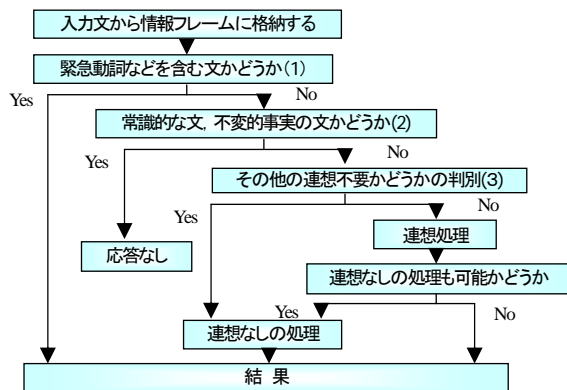 入力文から情報フレームに格納する
緊急動詞などを含む文かどうか(1)
Yes
No
常識的な文，不変的事実の文かどうか(2)
Yes
No
その他の連想不要かどうかの判別(3)
Yes
No
応答なし
連想処理
連想なしの処理も可能かどうか
Yes
No
連想なしの処理
結 果